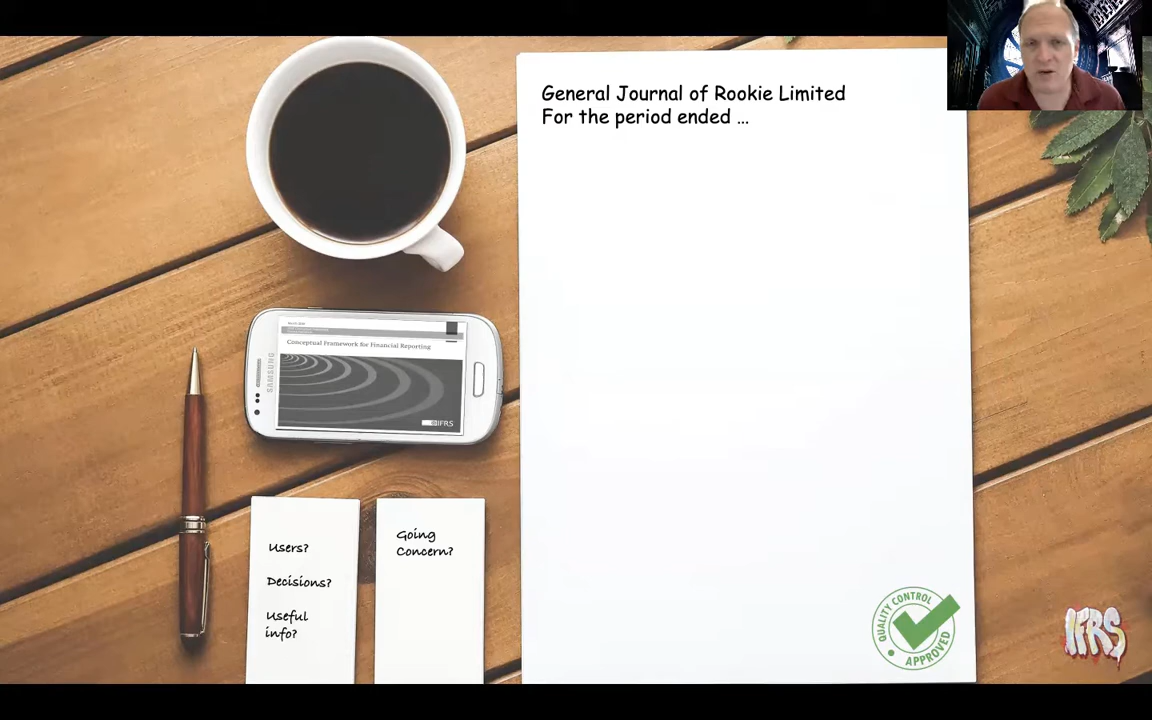 General Journal of Rookie Limited
For the period ended ...
SAMSUNG
Conceptual Framework for Financial Reporting
IFRS
Users?
Decisions?
Useful
info?
Going
Concern?
QUALITY CONTROL
APPROVED
IFRS